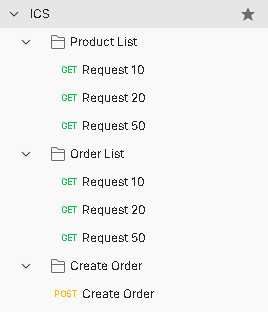 ICS
Product List
GET Request 10
GET Request 20
GET Request 50
Order List
GET Request 10
GET Request 20
GET Request 50
Create Order
POST Create Order